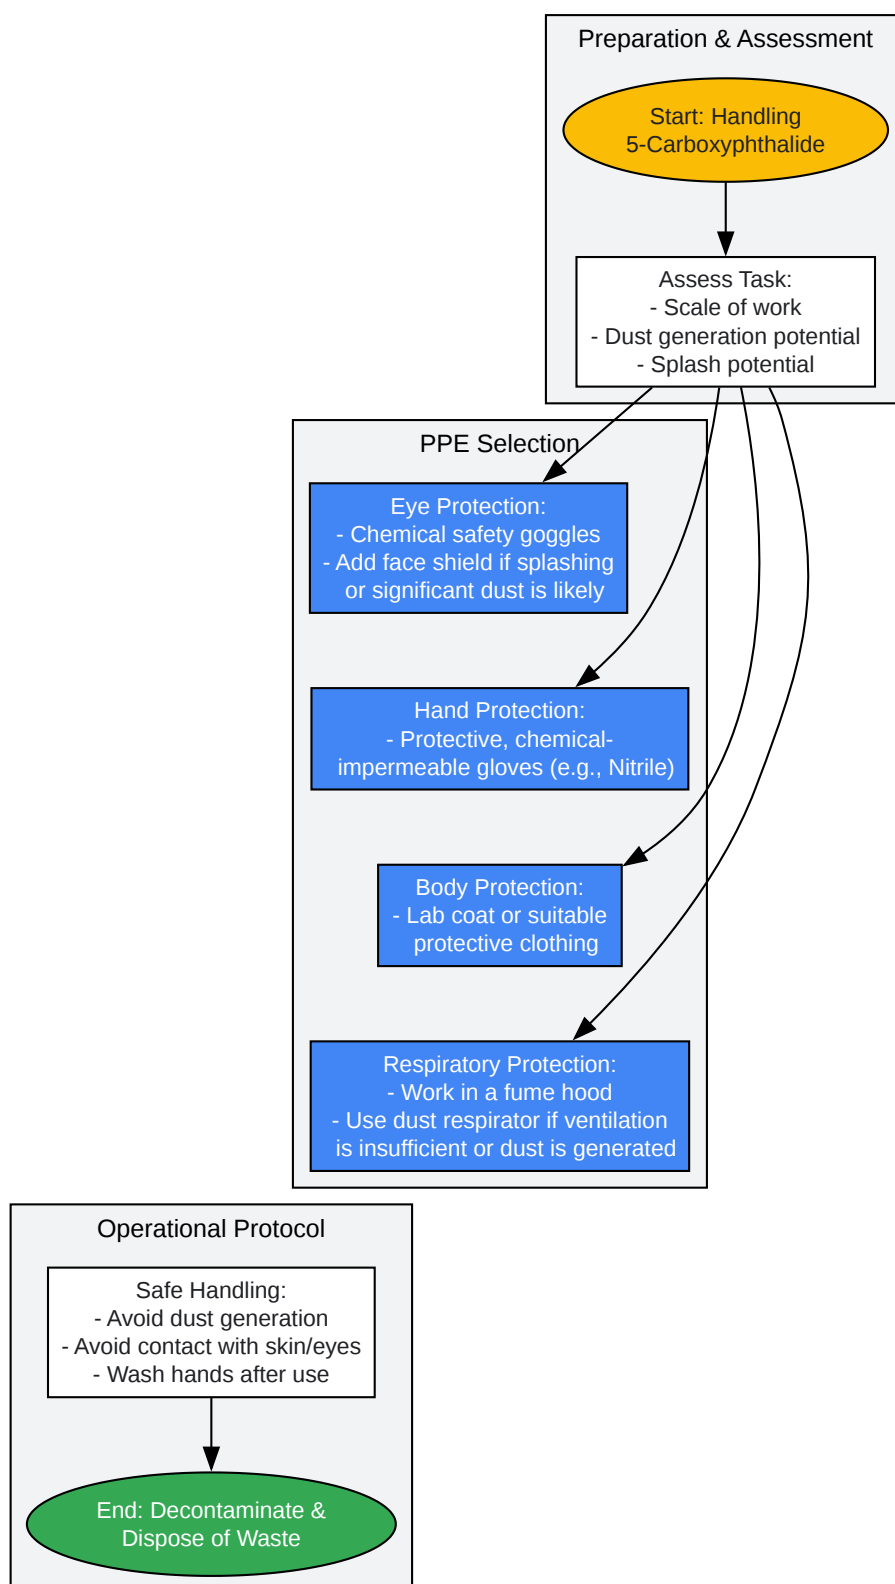 Preparation & Assessment
Start: Handling
5-Carboxyphthalide
Assess Task:
- Scale of work
- Dust generation potential
- Splash potential
PPE Selection
Eye Protection:
- Chemical safety goggles
- Add face shield if splashing
or significant dust is likely
Hand Protection:
- Protective, chemical-
impermeable gloves (e.g., Nitrile)
Body Protection:
- Lab coat or suitable
protective clothing
Respiratory Protection:
- Work in a fume hood
- Use dust respirator if ventilation
is insufficient or dust is generated
Operational Protocol
Safe Handling:
- Avoid dust generation
- Avoid contact with skin/eyes
- Wash hands after use
End: Decontaminate &
Dispose of Waste